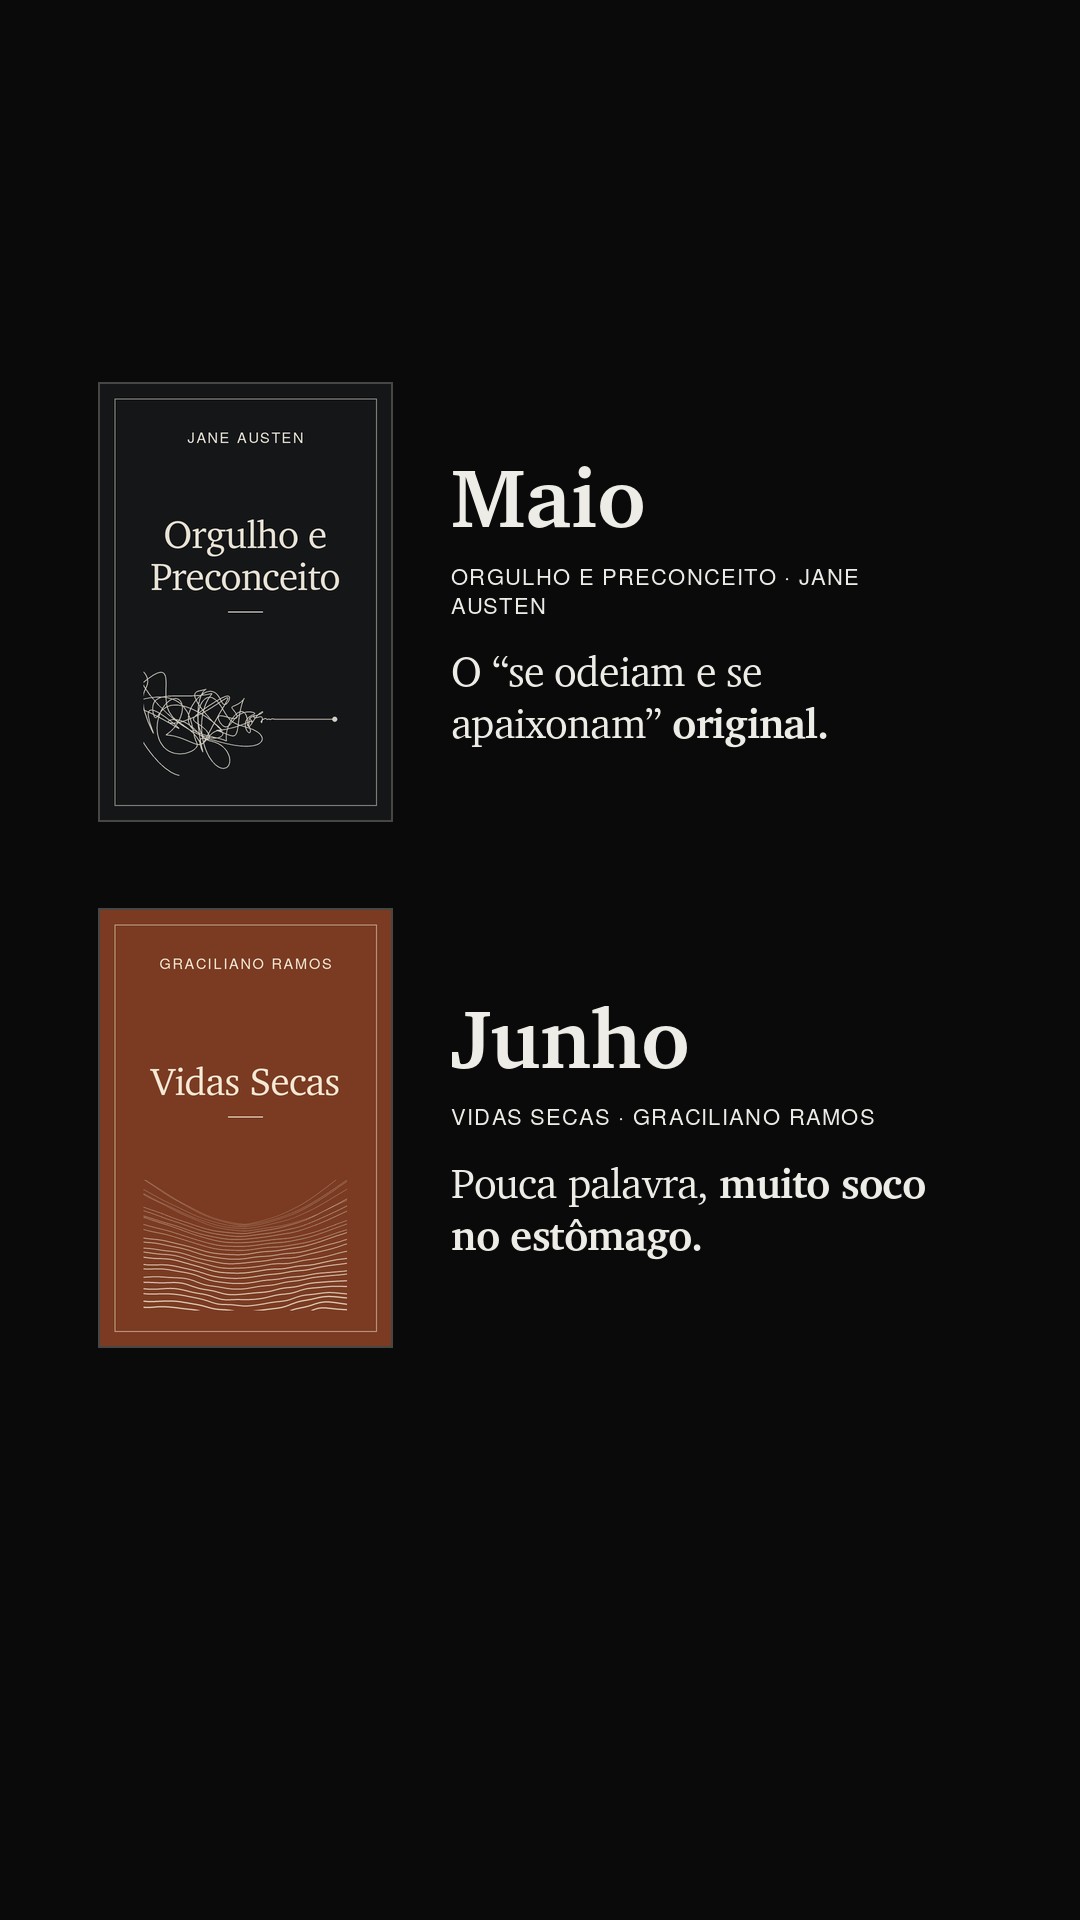 JANE AUSTEN
Orgulho e
Preconceito
Maio
ORGULHO E PRECONCEITO · JANE
AUSTEN
O “se odeiam e se
apaixonam” original.
GRACILIANO RAMOS
Vidas Secas
Junho
VIDAS SECAS · GRACILIANO RAMOS
Pouca palavra, muito soco
no estômago.